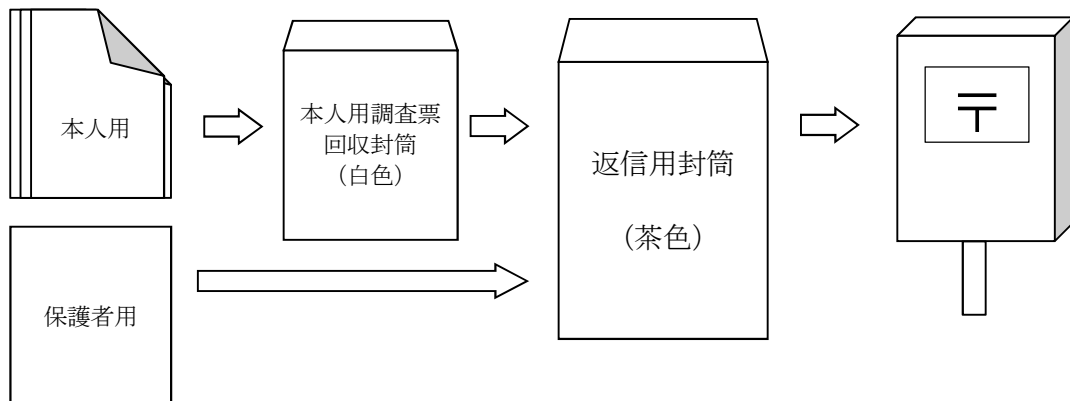 本人用
本人用調査票
回収封筒
（白色）
返信用封筒
（茶色）
〒
保護者用